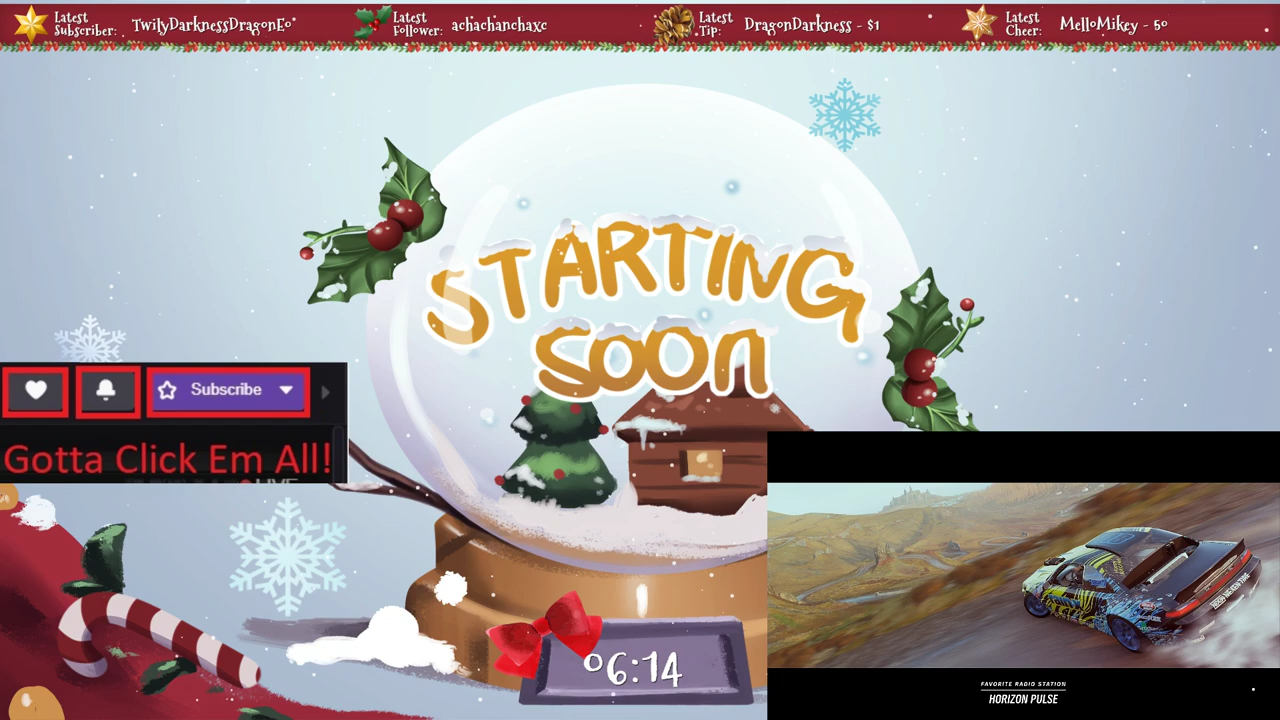 Latest
Subscriber:
TwilyDarknessDragonEo°
Latest
Follower:
achachanchaxc
Latest
Tip:
DragonDarkness - $1
Latest
Cheer:
MelloMikey - 50
STARTING
SOON
Subscribe
Gotta Click Em All!
06:14
FAVORITE RADIO STATION
HORIZON PULSE